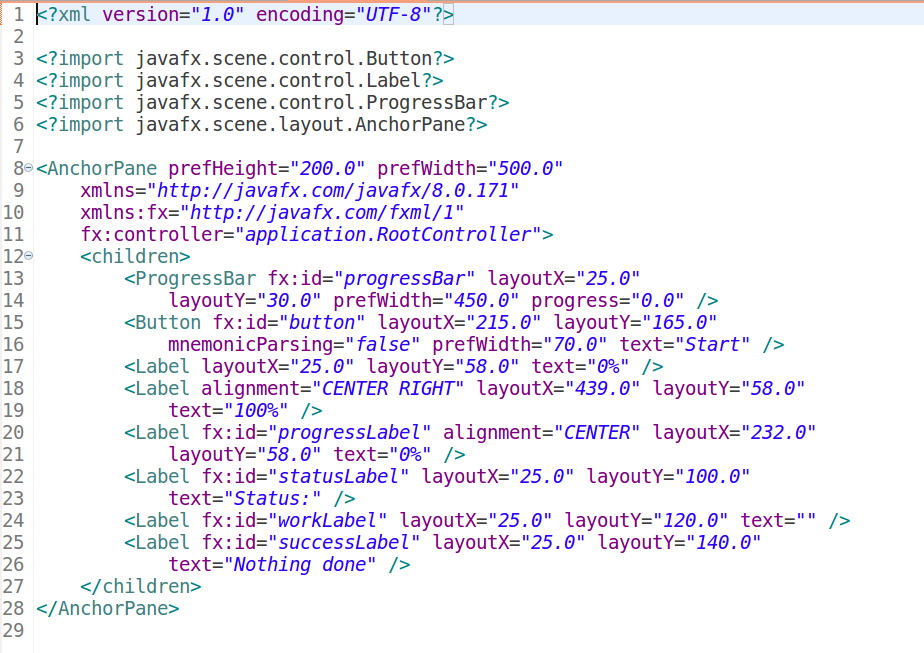 1 <?xml version="1.0" encoding="UTF-8"?>
2
3 <?import javafx.scene.control.Button?>
4 <?import javafx.scene.control.Label?>
5 <?import javafx.scene.control.ProgressBar?>
6 <?import javafx.scene.layout.AnchorPane?>
7
8 <AnchorPane prefHeight="200.0" prefWidth="500.0"
9     xmlns="http://javafx.com/javafx/8.0.171"
10     xmlns:fx="http://javafx.com/fxml/1"
11     fx:controller="application.RootController">
12     <children>
13         <ProgressBar fx:id="progressBar" layoutX="25.0"
14             layoutY="30.0" prefWidth="450.0" progress="0.0" />
15         <Button fx:id="button" layoutX="215.0" layoutY="165.0"
16             mnemonicParsing="false" prefWidth="70.0" text="Start" />
17         <Label layoutX="25.0" layoutY="58.0" text="0%" />
18         <Label alignment="CENTER_RIGHT" layoutX="439.0" layoutY="58.0"
19             text="100%" />
20         <Label fx:id="progressLabel" alignment="CENTER" layoutX="232.0"
21             layoutY="58.0" text="0%" />
22         <Label fx:id="statusLabel" layoutX="25.0" layoutY="100.0"
23             text="Status:" />
24         <Label fx:id="workLabel" layoutX="25.0" layoutY="120.0" text="" />
25         <Label fx:id="successLabel" layoutX="25.0" layoutY="140.0"
26             text="Nothing done" />
27     </children>
28 </AnchorPane>
29